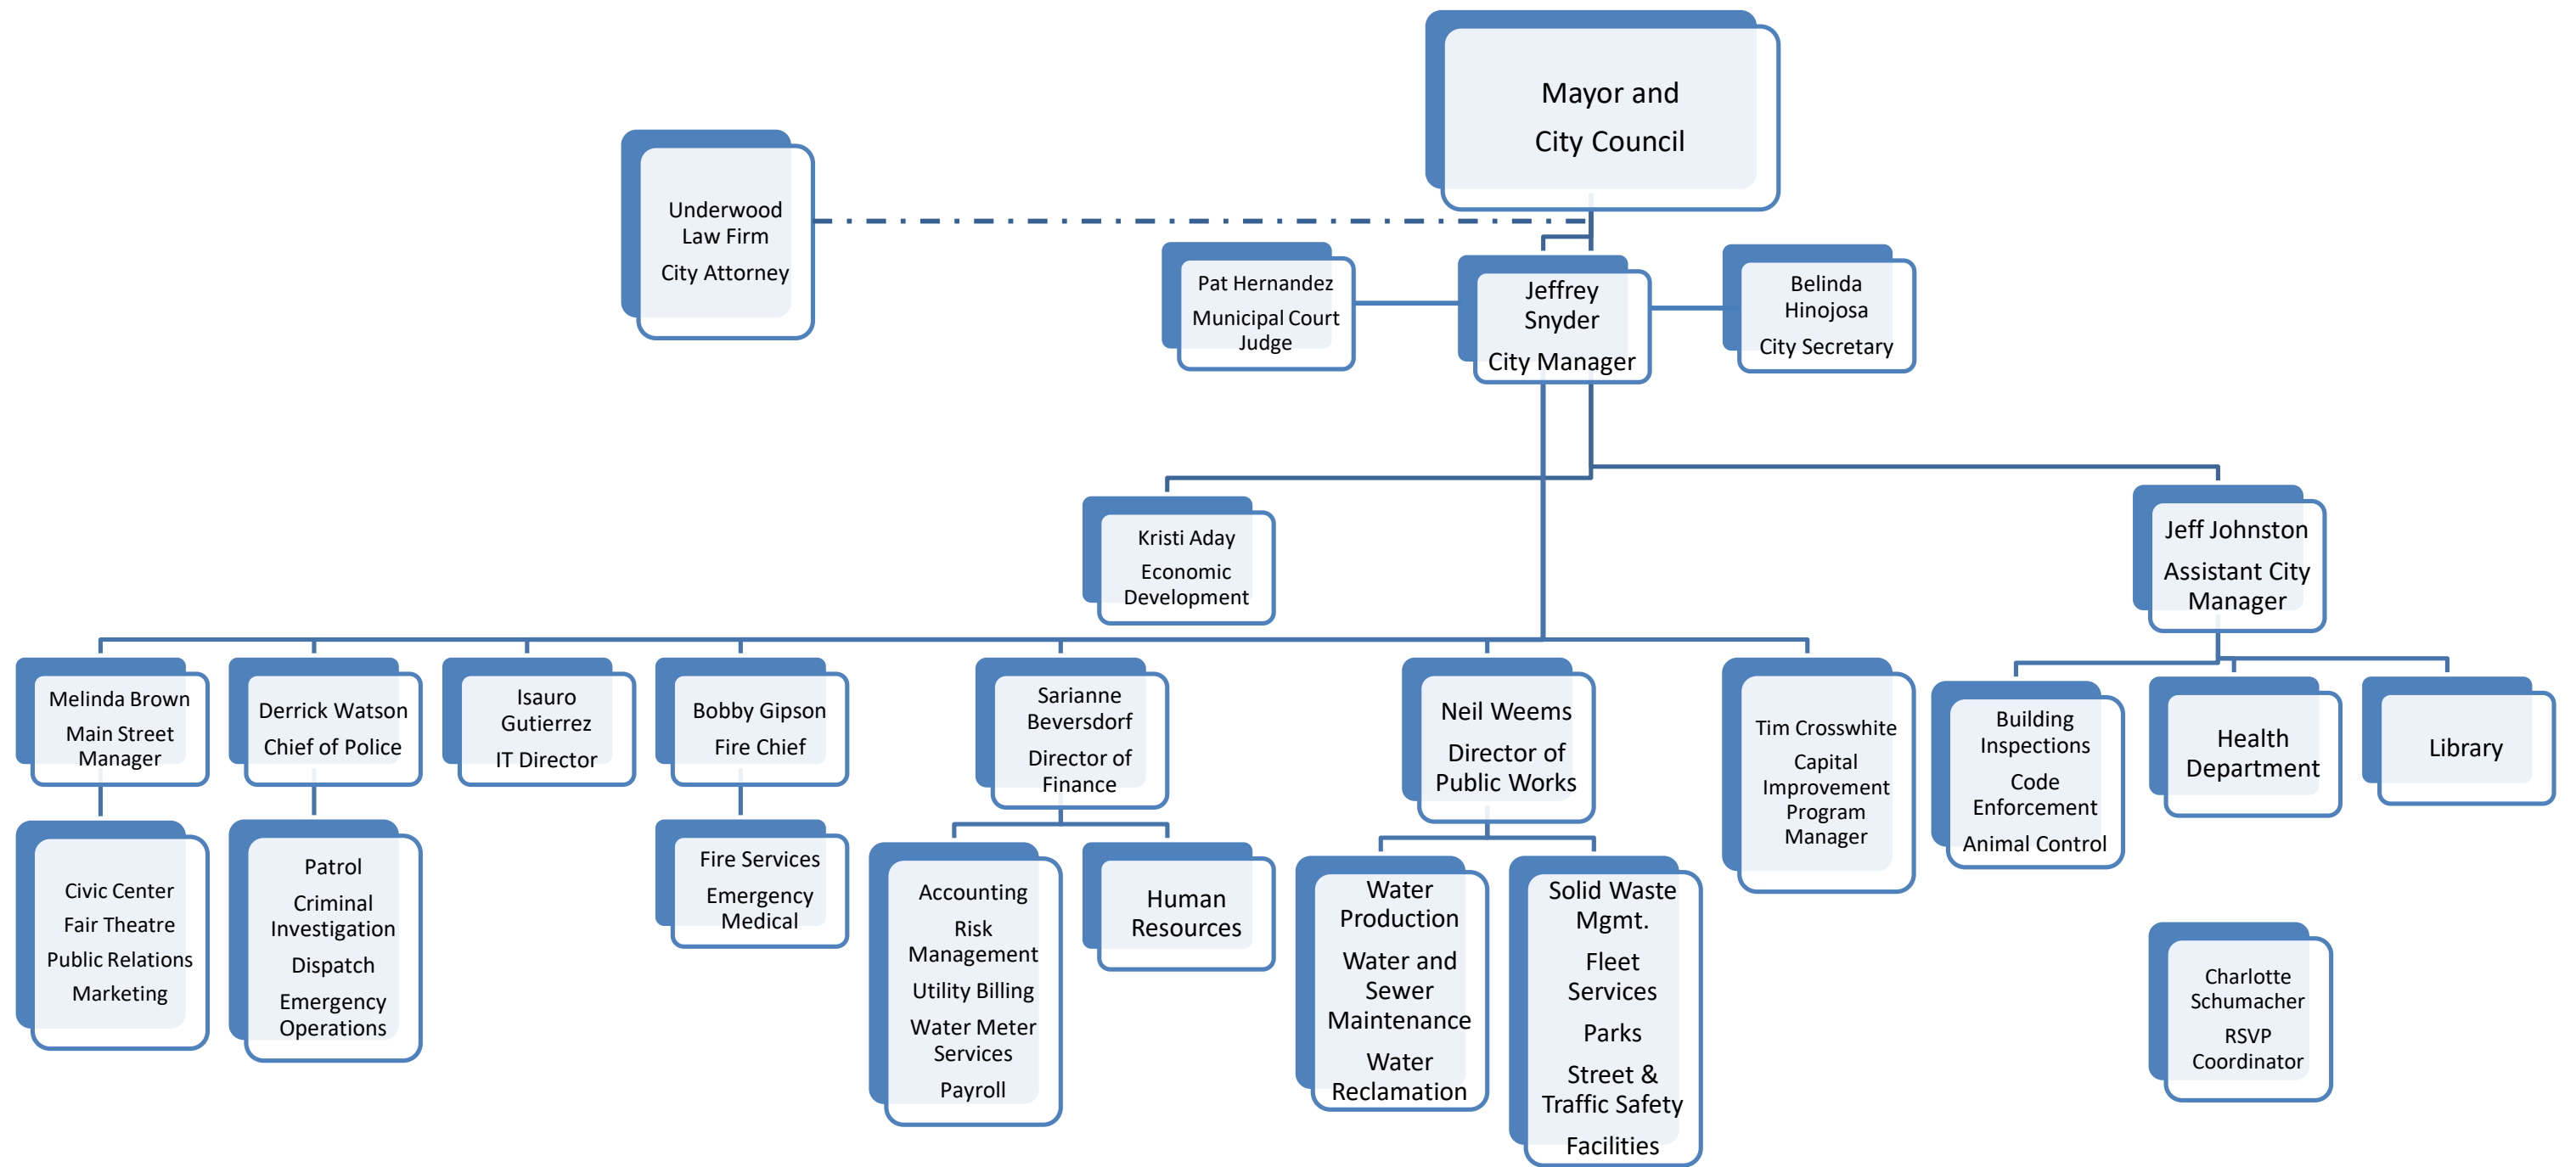 Mayor and
City Council
Underwood
Law Firm
City Attorney
Pat Hernandez
Municipal Court
Judge
Jeffrey
Snyder
City Manager
Belinda
Hinojosa
City Secretary
Kristi Aday
Economic
Development
Jeff Johnston
Assistant City
Manager
Melinda Brown
Main Street
Manager
Derrick Watson
Chief of Police
Isauro
Gutierrez
IT Director
Bobby Gipson
Fire Chief
Sarianne
Beversdorf
Director of
Finance
Neil Weems
Director of
Public Works
Tim Crosswhite
Capital
Improvement
Program
Manager
Building
Inspections
Code
Enforcement
Animal Control
Health
Department
Library
Civic Center
Fair Theatre
Public Relations
Marketing
Patrol
Criminal
Investigation
Dispatch
Emergency
Operations
Fire Services
Emergency
Medical
Accounting
Risk
Management
Utility Billing
Water Meter
Services
Payroll
Human
Resources
Water
Production
Water and
Sewer
Maintenance
Water
Reclamation
Solid Waste
Mgmt.
Fleet
Services
Parks
Street &
Traffic Safety
Facilities
Charlotte
Schumacher
RSVP
Coordinator